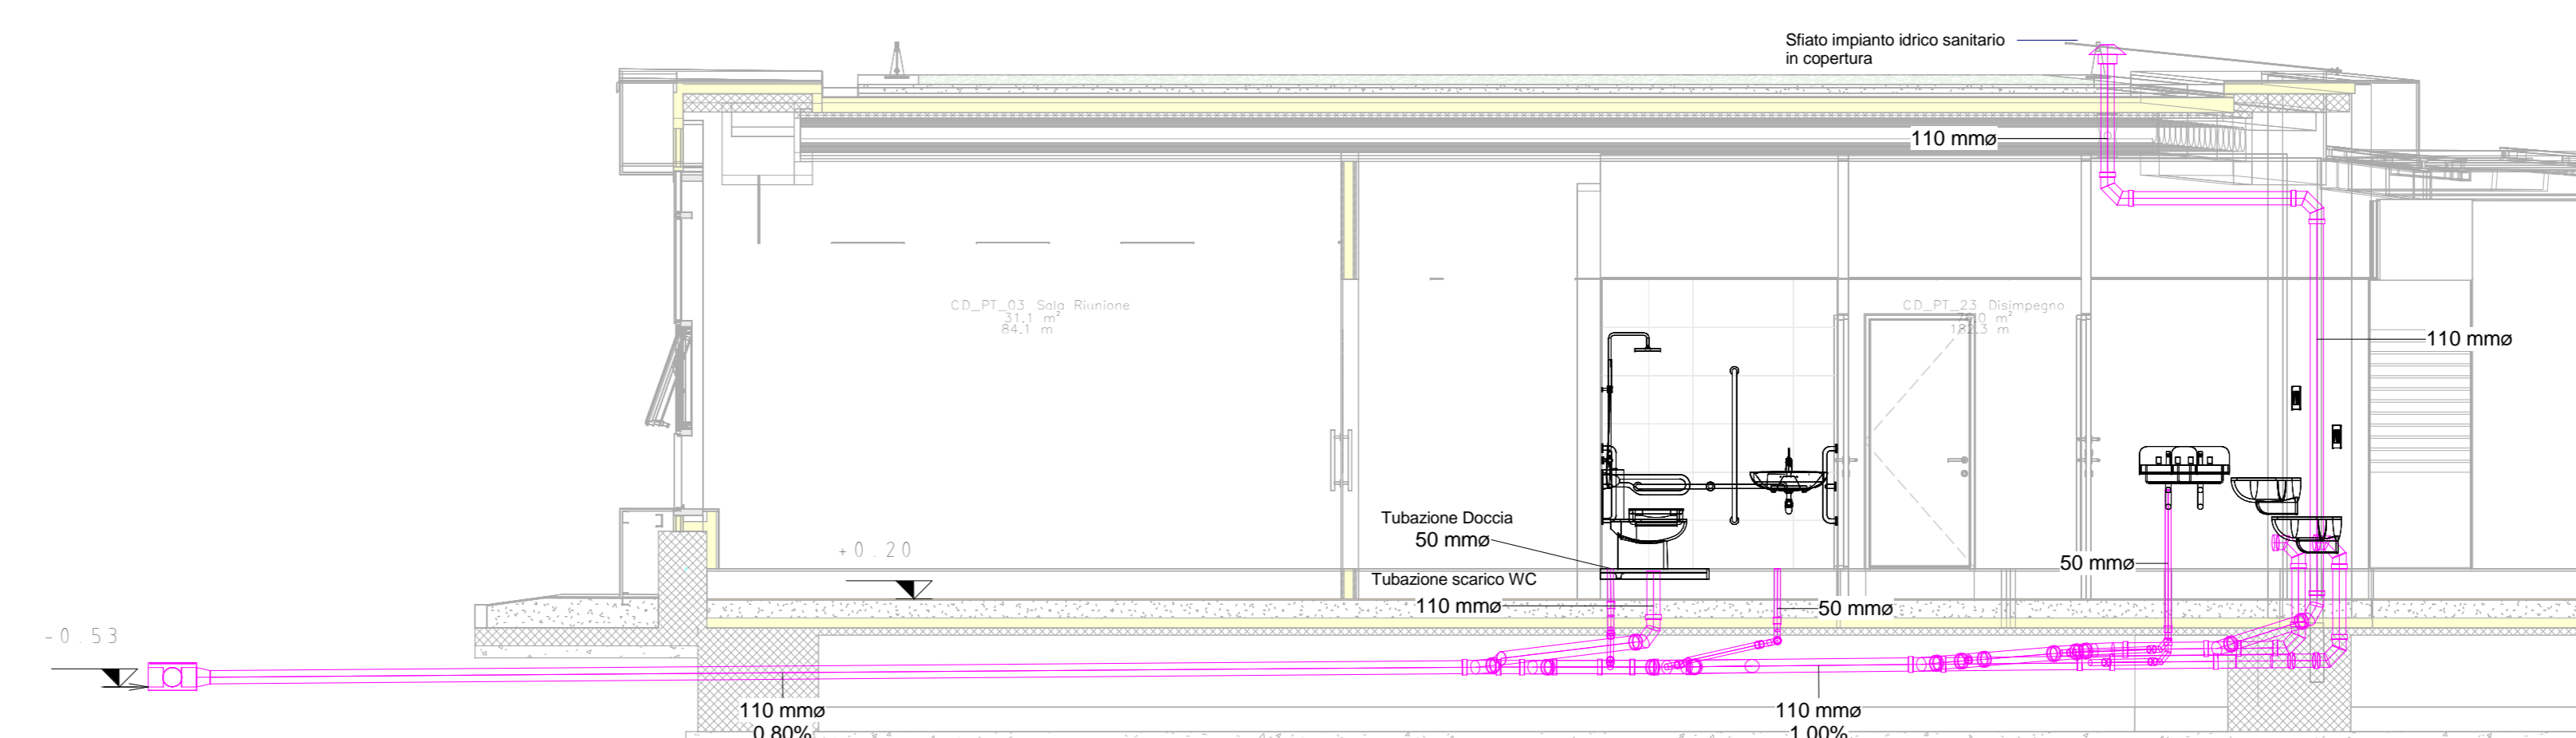 Sfiato impianto idrico sanitario
in copertura
110 mmø
CD_PT_03 Sala Riunione
31.1 m²
84.1 m
CD_PT_23 Disimpegno
m²
m
110 mmø
Tubazione Doccia
50 mmø
+0.20
50 mmø
Tubazione scarico WC
110 mmø
50 mmø
-0.53
110 mmø
0.80%
110 mmø
1.00%